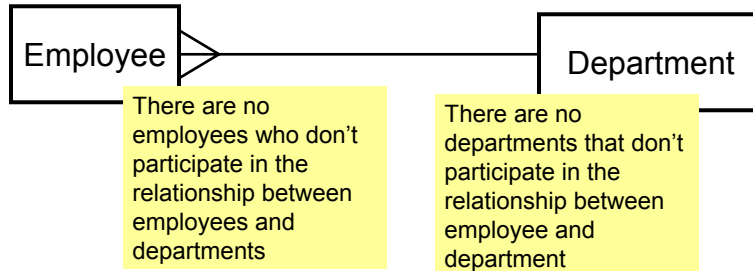 Employee
Department
There are no
employees who don’t
participate in the
relationship between
employees and
departments
There are no
departments that don’t
participate in the
relationship between
employee and
department